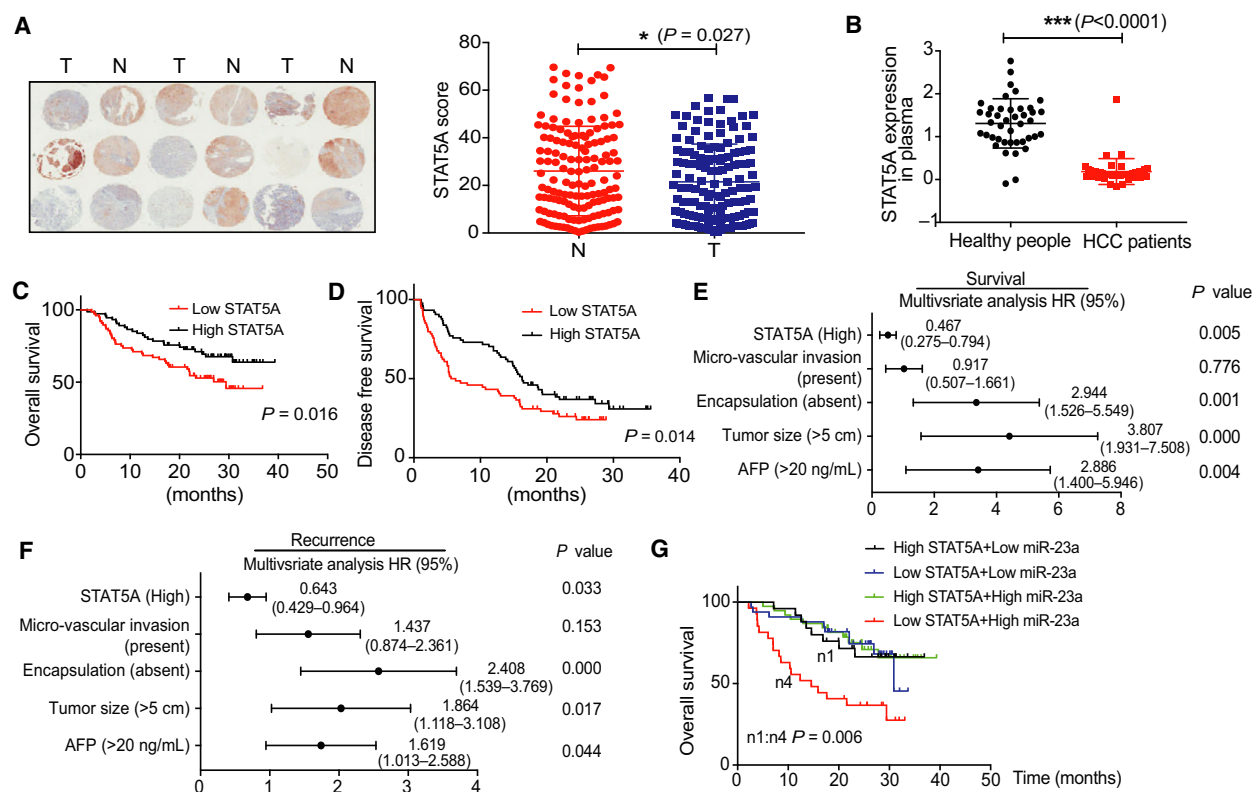 A
T N T N T N
STAT5A score
80
60
40
20
0
* (P = 0.027)
N T
B
STAT5A expression
in plasma
3
2
1
0
−1
***(P<0.0001)
Healthy people HCC patients
C
Overall survival
100
50
0
Low STAT5A
High STAT5A
P = 0.016
0 10 20 30 40 50
(months)
D
Disease free survival
100
50
0
Low STAT5A
High STAT5A
P = 0.014
0 10 20 30 40
(months)
E
Survival
Multivsriate analysis HR (95%)
P value
STAT5A (High)
0.467
(0.275–0.794)
0.005
Micro-vascular invasion
(present)
0.917
(0.507–1.661)
0.776
Encapsulation (absent)
2.944
(1.526–5.549)
0.001
Tumor size (>5 cm)
3.807
(1.931–7.508)
0.000
AFP (>20 ng/mL)
2.886
(1.400–5.946)
0.004
0 2 4 6 8
F
Recurrence
Multivsriate analysis HR (95%)
P value
STAT5A (High)
0.643
(0.429–0.964)
0.033
Micro-vascular invasion
(present)
1.437
(0.874–2.361)
0.153
Encapsulation (absent)
2.408
(1.539–3.769)
0.000
Tumor size (>5 cm)
1.864
(1.118–3.108)
0.017
AFP (>20 ng/mL)
1.619
(1.013–2.588)
0.044
0 1 2 3 4
G
High STAT5A+Low miR-23a
Low STAT5A+Low miR-23a
High STAT5A+High miR-23a
Low STAT5A+High miR-23a
Overall survival
100
50
0
n1
n4
n1:n4 P = 0.006
0 10 20 30 40 50 Time (months)